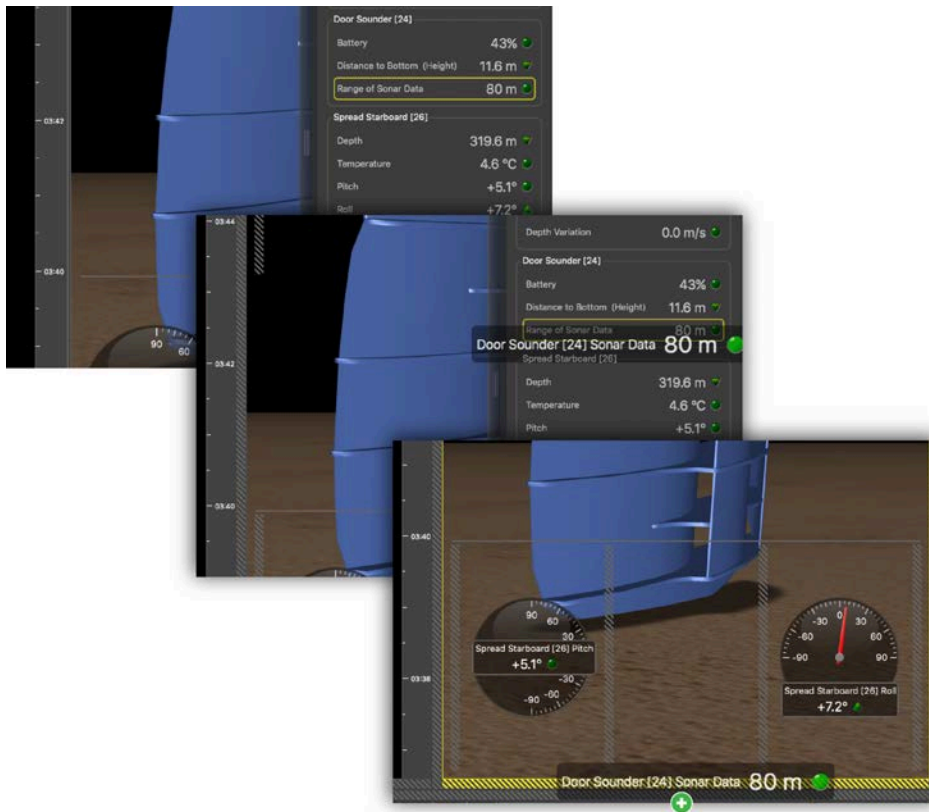 Door Sounder [24]
Battery 43%
03:42
Distance to Bottom (Height) 11.6 m
Range of Sonar Data 80 m
Spread Starboard [26]
Depth 319.6 m
Temperature 4.6 °C
Pitch +5.1°
Roll +7.2°
03:40
90
60
03:44
Depth Variation 0.0 m/s
Door Sounder [24]
Battery 43%
Distance to Bottom (Height) 11.6 m
Range of Sonar Data 80 m
Door Sounder [24] Sonar Data 80 m
Spread Starboard [26]
03:42
Depth 319.6 m
Temperature 4.6 °C
Pitch +5.1°
03:40
03:40
90
60
30
Spread Starboard [26] Pitch
+5.1°
-30
-60
-90
-90
-60
-30
0
30
60
90
Spread Starboard [26] Roll
+7.2°
03:38
Door Sounder [24] Sonar Data 80 m